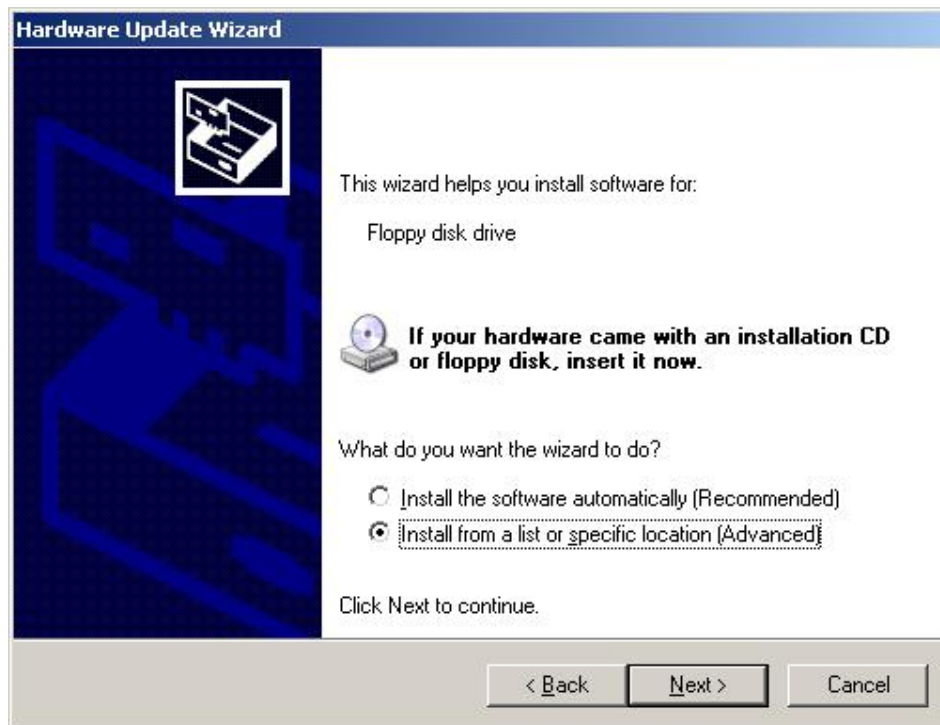 Hardware Update Wizard
This wizard helps you install software for:
Floppy disk drive
If your hardware came with an installation CD
or floppy disk, insert it now.
What do you want the wizard to do?
Install the software automatically (Recommended)
Install from a list or specific location (Advanced)
Click Next to continue.
< Back
Next >
Cancel